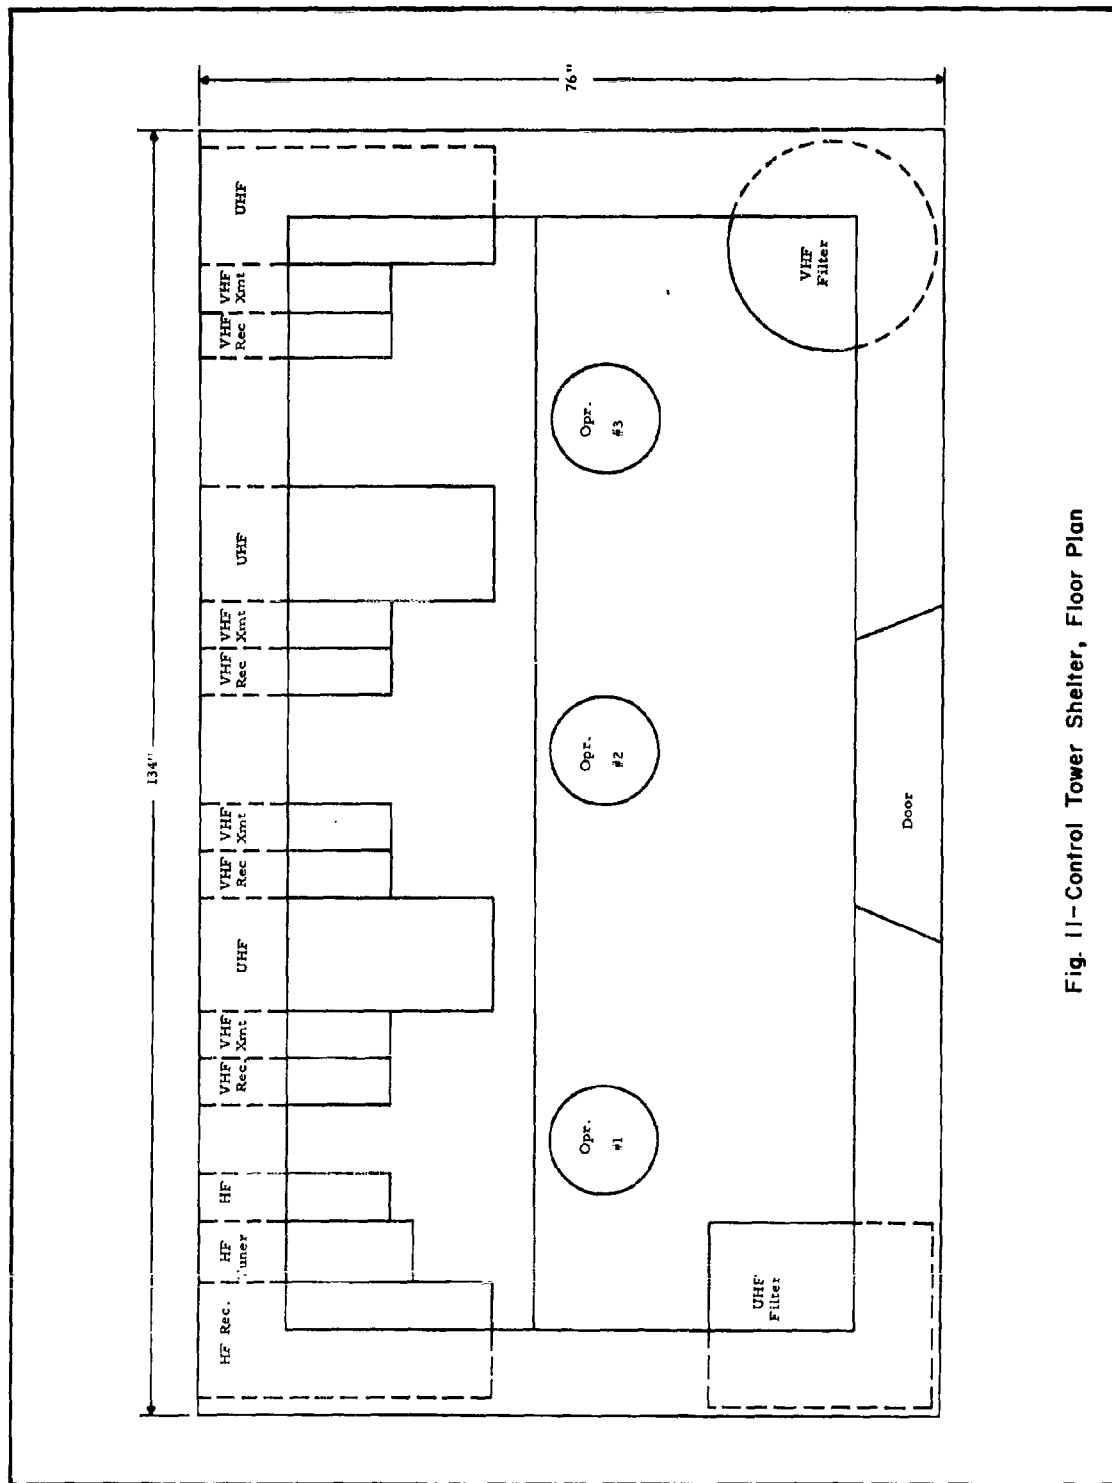 134"
HF Rec.
HF
Tuner
HF
VHF
Rec.
VHF
Xmt
UHF
VHF
Rec
VHF
Xmt
VHF
Rec
VHF
Xmt
UHF
VHF
Rec
VHF
Xmt
UHF
76"
Opr.
#1
Opr.
#2
Opr.
#3
UHF
Filter
VHF
Filter
Door
Fig. 11-Control Tower Shelter, Floor Plan